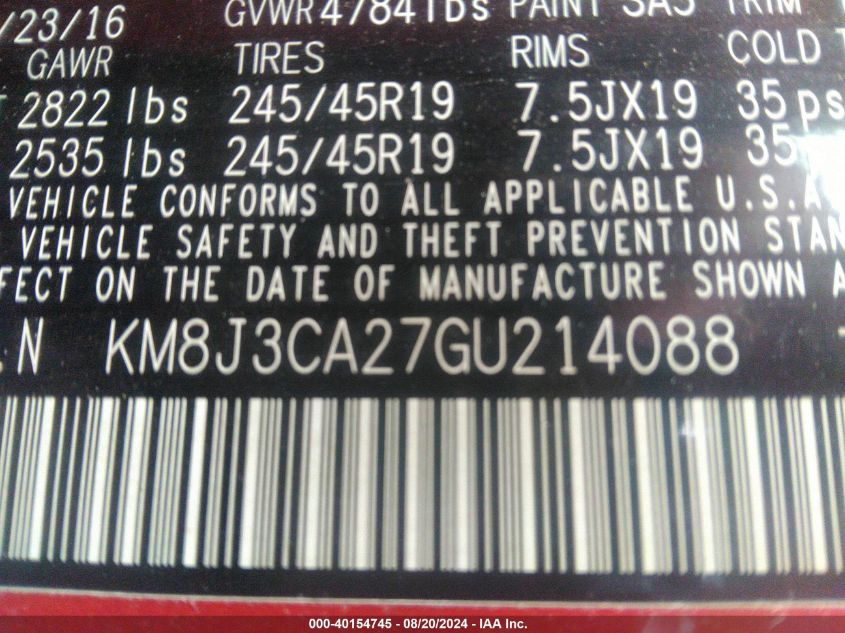 /23/16 GVWR 4784 lbs PAINT SA5 TRIM
GAWR TIRES RIMS COLD T
T 2822 lbs 245/45R19 7.5JX19 35 ps
2535 lbs 245/45R19 7.5JX19 35
VEHICLE CONFORMS TO ALL APPLICABLE U.S.A
VEHICLE SAFETY AND THEFT PREVENTION STAN
FECT ON THE DATE OF MANUFACTURE SHOWN A
.N KM8J3CA27GU214088
000-40154745 - 08/20/2024 - IAA Inc.